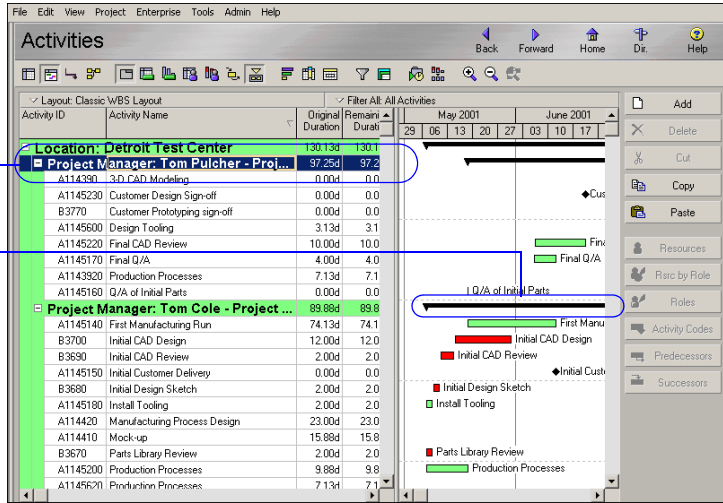 File Edit View Project Enterprise Tools Admin Help
Activities
Back Forward Home Dir. Help
Layout: Classic WBS Layout Filter All: All Activities
Activity ID Activity Name Original Duration Remaini Durati May 2001 June 2001
29 06 13 20 27 03 10 17
Location: Detroit Test Center 130.13d 130.1
Project Manager: Tom Pulcher - Proj... 97.25d 97.2
A114390 3-D CAD Modeling 0.00d 0.0
A1145230 Customer Design Sign-off 0.00d 0.0 Cus
B3770 Customer Prototyping sign-off 0.00d 0.0
A1145600 Design Tooling 3.13d 3.1
A1145220 Final CAD Review 10.00d 10.0 Fina
A1145170 Final Q/A 4.00d 4.0 Final Q/A
A1143920 Production Processes 7.13d 7.1
A1145160 Q/A of Initial Parts 0.00d 0.0 Q/A of Initial Parts
Project Manager: Tom Cole - Project ... 89.88d 89.8
A1145140 First Manufacturing Run 74.13d 74.1 First Manu
B3700 Initial CAD Design 12.00d 12.0 Initial CAD Design
B3690 Initial CAD Review 2.00d 2.0 Initial CAD Review
A1145150 Initial Customer Delivery 0.00d 0.0 Initial Cust
B3680 Initial Design Sketch 2.00d 2.0 Initial Design Sketch
A1145180 Install Tooling 2.00d 2.0 Install Tooling
A114420 Manufacturing Process Design 23.00d 23.0
A114410 Mock-up 15.88d 15.8
B3670 Parts Library Review 2.00d 2.0 Parts Library Review
A1145200 Production Processes 9.88d 9.8 Production Processes
A1145620 Production Processes 7.13d 7.1
Add
Delete
Cut
Copy
Paste
Resources
Rsrc by Role
Roles
Activity Codes
Predecessors
Successors